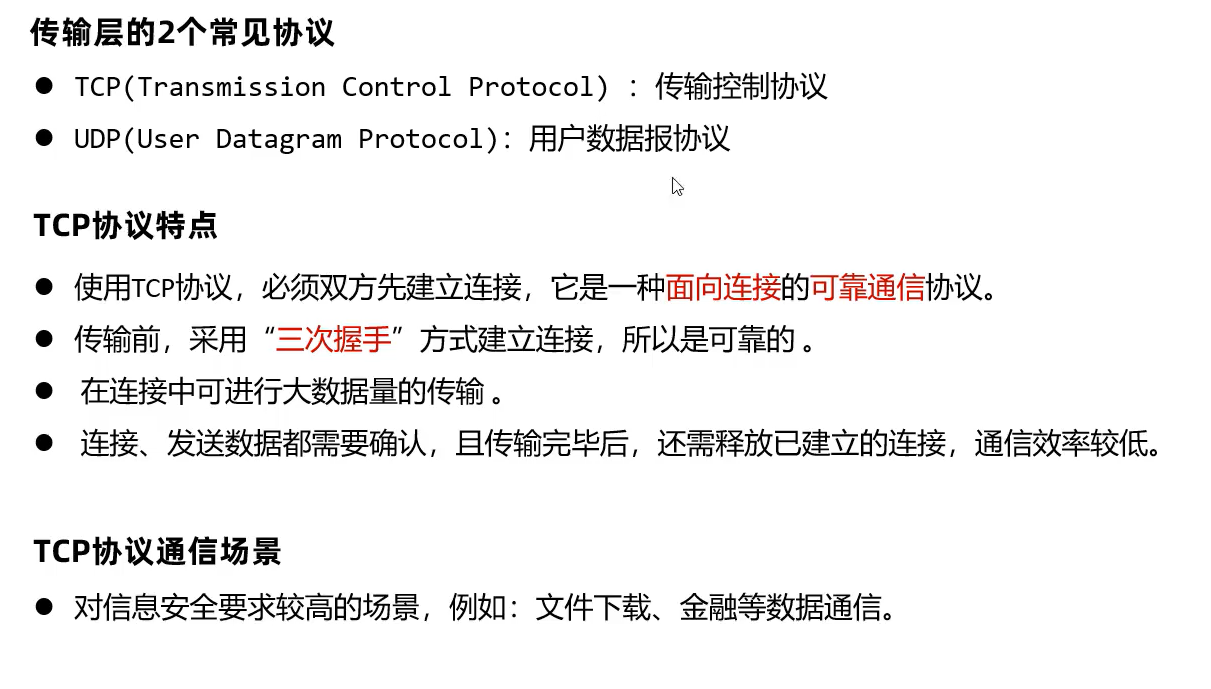 传输层的2个常见协议
● TCP(Transmission Control Protocol) ：传输控制协议
● UDP(User Datagram Protocol)：用户数据报协议
TCP协议特点
● 使用TCP协议，必须双方先建立连接，它是一种面向连接的可靠通信协议。
● 传输前，采用“三次握手”方式建立连接，所以是可靠的 。
● 在连接中可进行大数据量的传输 。
● 连接、发送数据都需要确认，且传输完毕后，还需释放已建立的连接，通信效率较低。
TCP协议通信场景
● 对信息安全要求较高的场景，例如：文件下载、金融等数据通信。